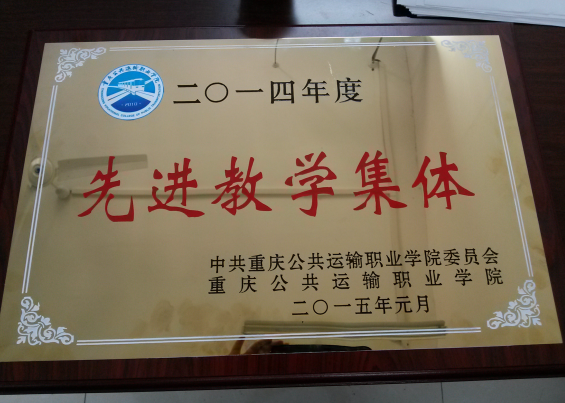 二〇一四年度
先进教学集体
中共重庆公共运输职业学院委员会
重庆公共运输职业学院
二〇一五年元月